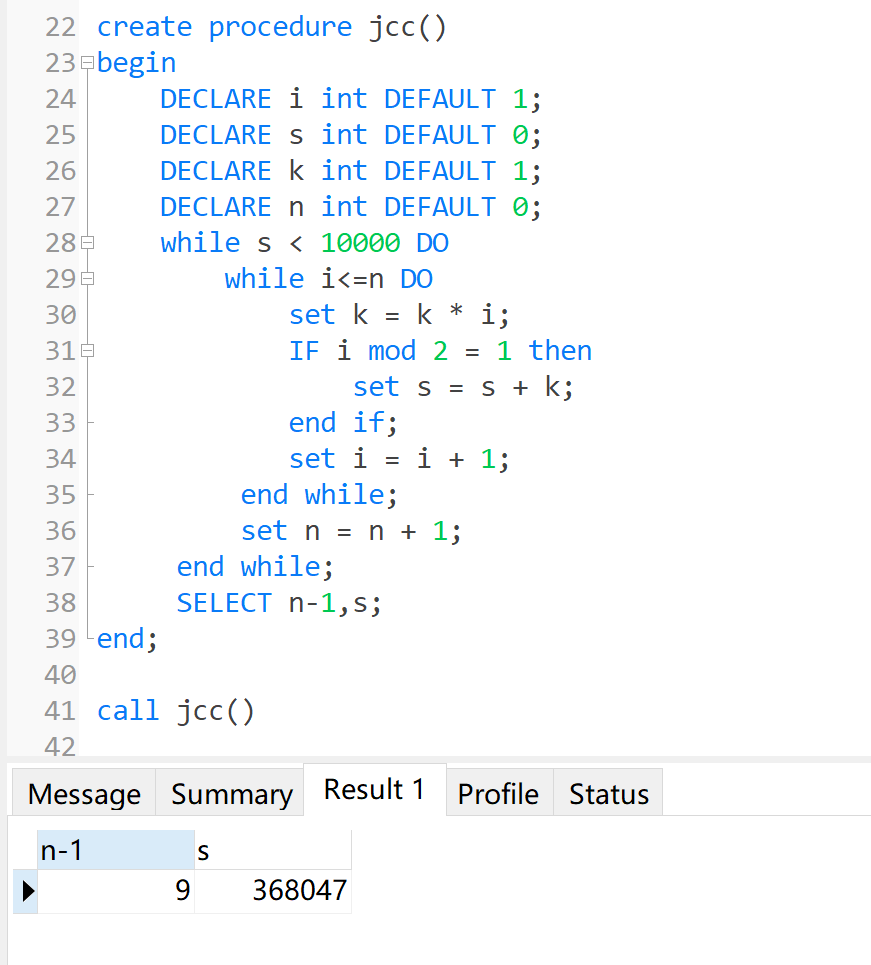 22 create procedure jcc()
23 begin
24 DECLARE i int DEFAULT 1;
25 DECLARE s int DEFAULT 0;
26 DECLARE k int DEFAULT 1;
27 DECLARE n int DEFAULT 0;
28 while s < 10000 DO
29 while i<=n DO
30 set k = k * i;
31 IF i mod 2 = 1 then
32 set s = s + k;
33 end if;
34 set i = i + 1;
35 end while;
36 set n = n + 1;
37 end while;
38 SELECT n-1,s;
39 end;
40
41 call jcc()
42
Message Summary Result 1 Profile Status
n-1 s
9 368047